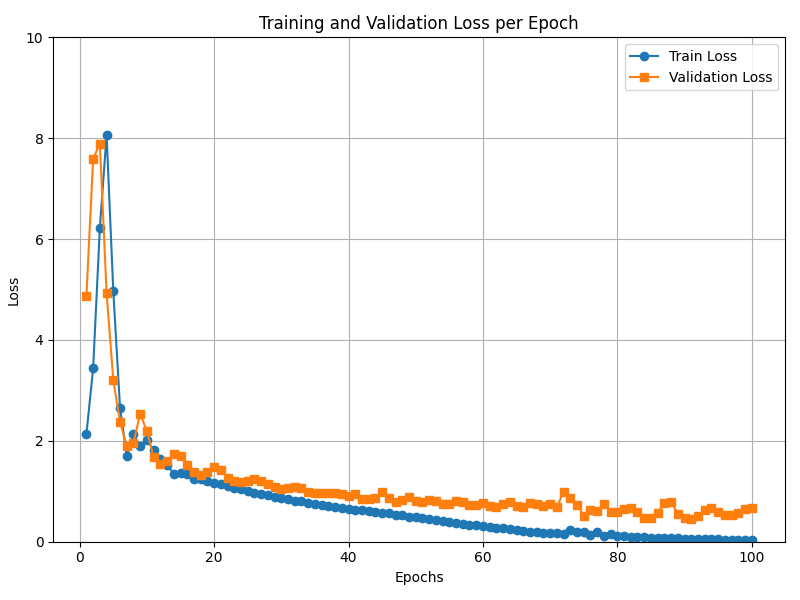 Training and Validation Loss per Epoch
Train Loss
Validation Loss
10
8
6
4
2
0
Loss
0 20 40 60 80 100
Epochs